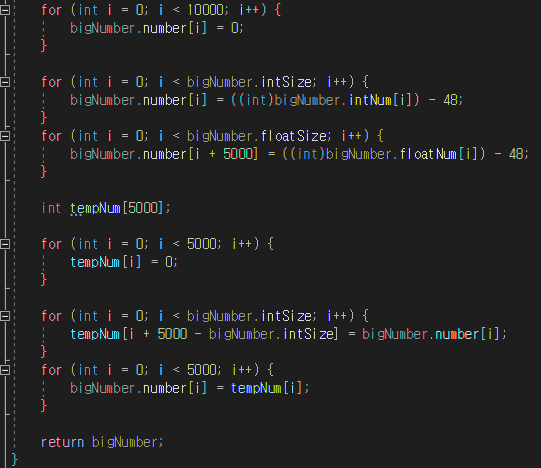 for (int i = 0; i < 10000; i++) {
bigNumber.number[i] = 0;
}
for (int i = 0; i < bigNumber.intSize; i++) {
bigNumber.number[i] = ((int)bigNumber.intNum[i]) - 48;
}
for (int i = 0; i < bigNumber.floatSize; i++) {
bigNumber.number[i + 5000] = ((int)bigNumber.floatNum[i]) - 48;
}
int tempNum[5000];
for (int i = 0; i < 5000; i++) {
tempNum[i] = 0;
}
for (int i = 0; i < bigNumber.intSize; i++) {
tempNum[i + 5000 - bigNumber.intSize] = bigNumber.number[i];
}
for (int i = 0; i < 5000; i++) {
bigNumber.number[i] = tempNum[i];
}
return bigNumber;
}